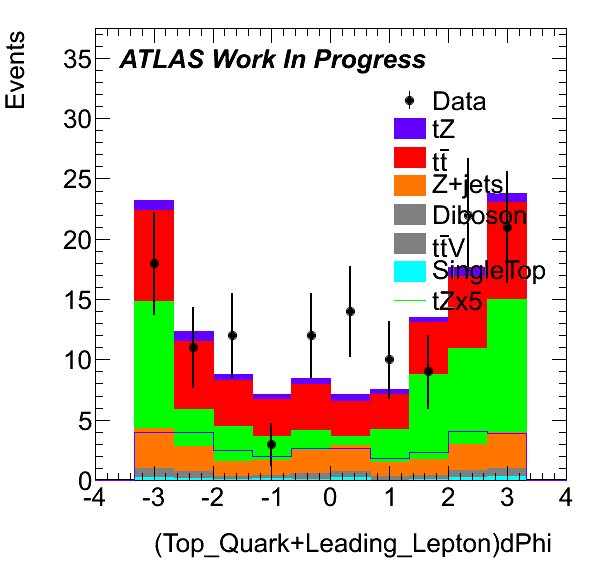 Events
ATLAS Work In Progress
Data
tZ
tt̄
Z+jets
Diboson
tt̄V
SingleTop
tZx5
35
30
25
20
15
10
5
0
-4 -3 -2 -1 0 1 2 3 4
(Top_Quark+Leading_Lepton)dPhi